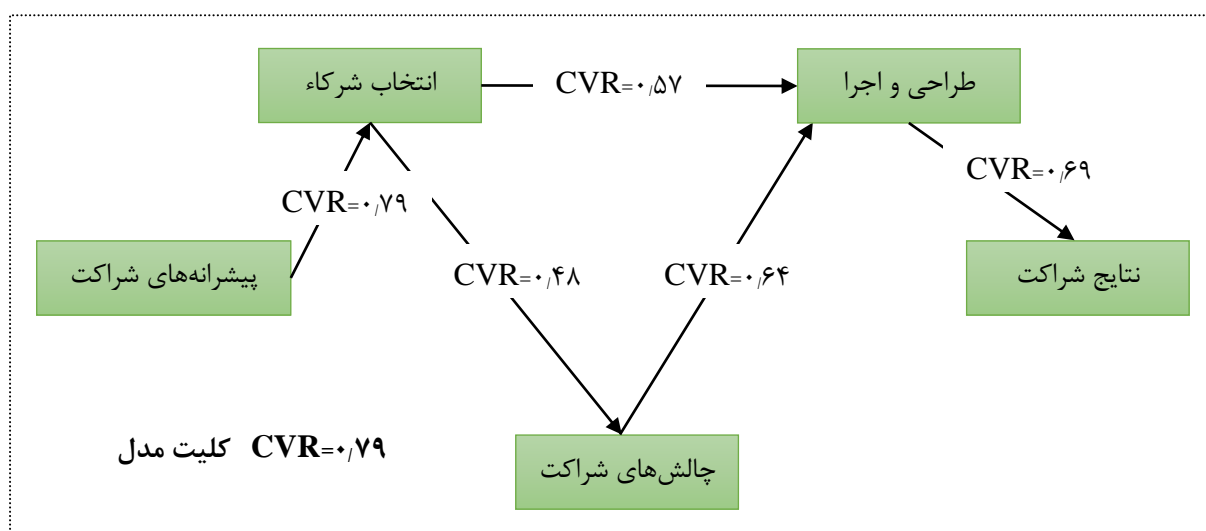 انتخاب شرکاء
CVR=۰/۵۷
طراحی و اجرا
CVR=۰/۷۹
CVR=۰/۶۹
پیشرانه‌های شراکت
CVR=۰/۴۸
CVR=۰/۶۴
نتایج شراکت
CVR=۰/۷۹ کلیت مدل
چالش‌های شراکت